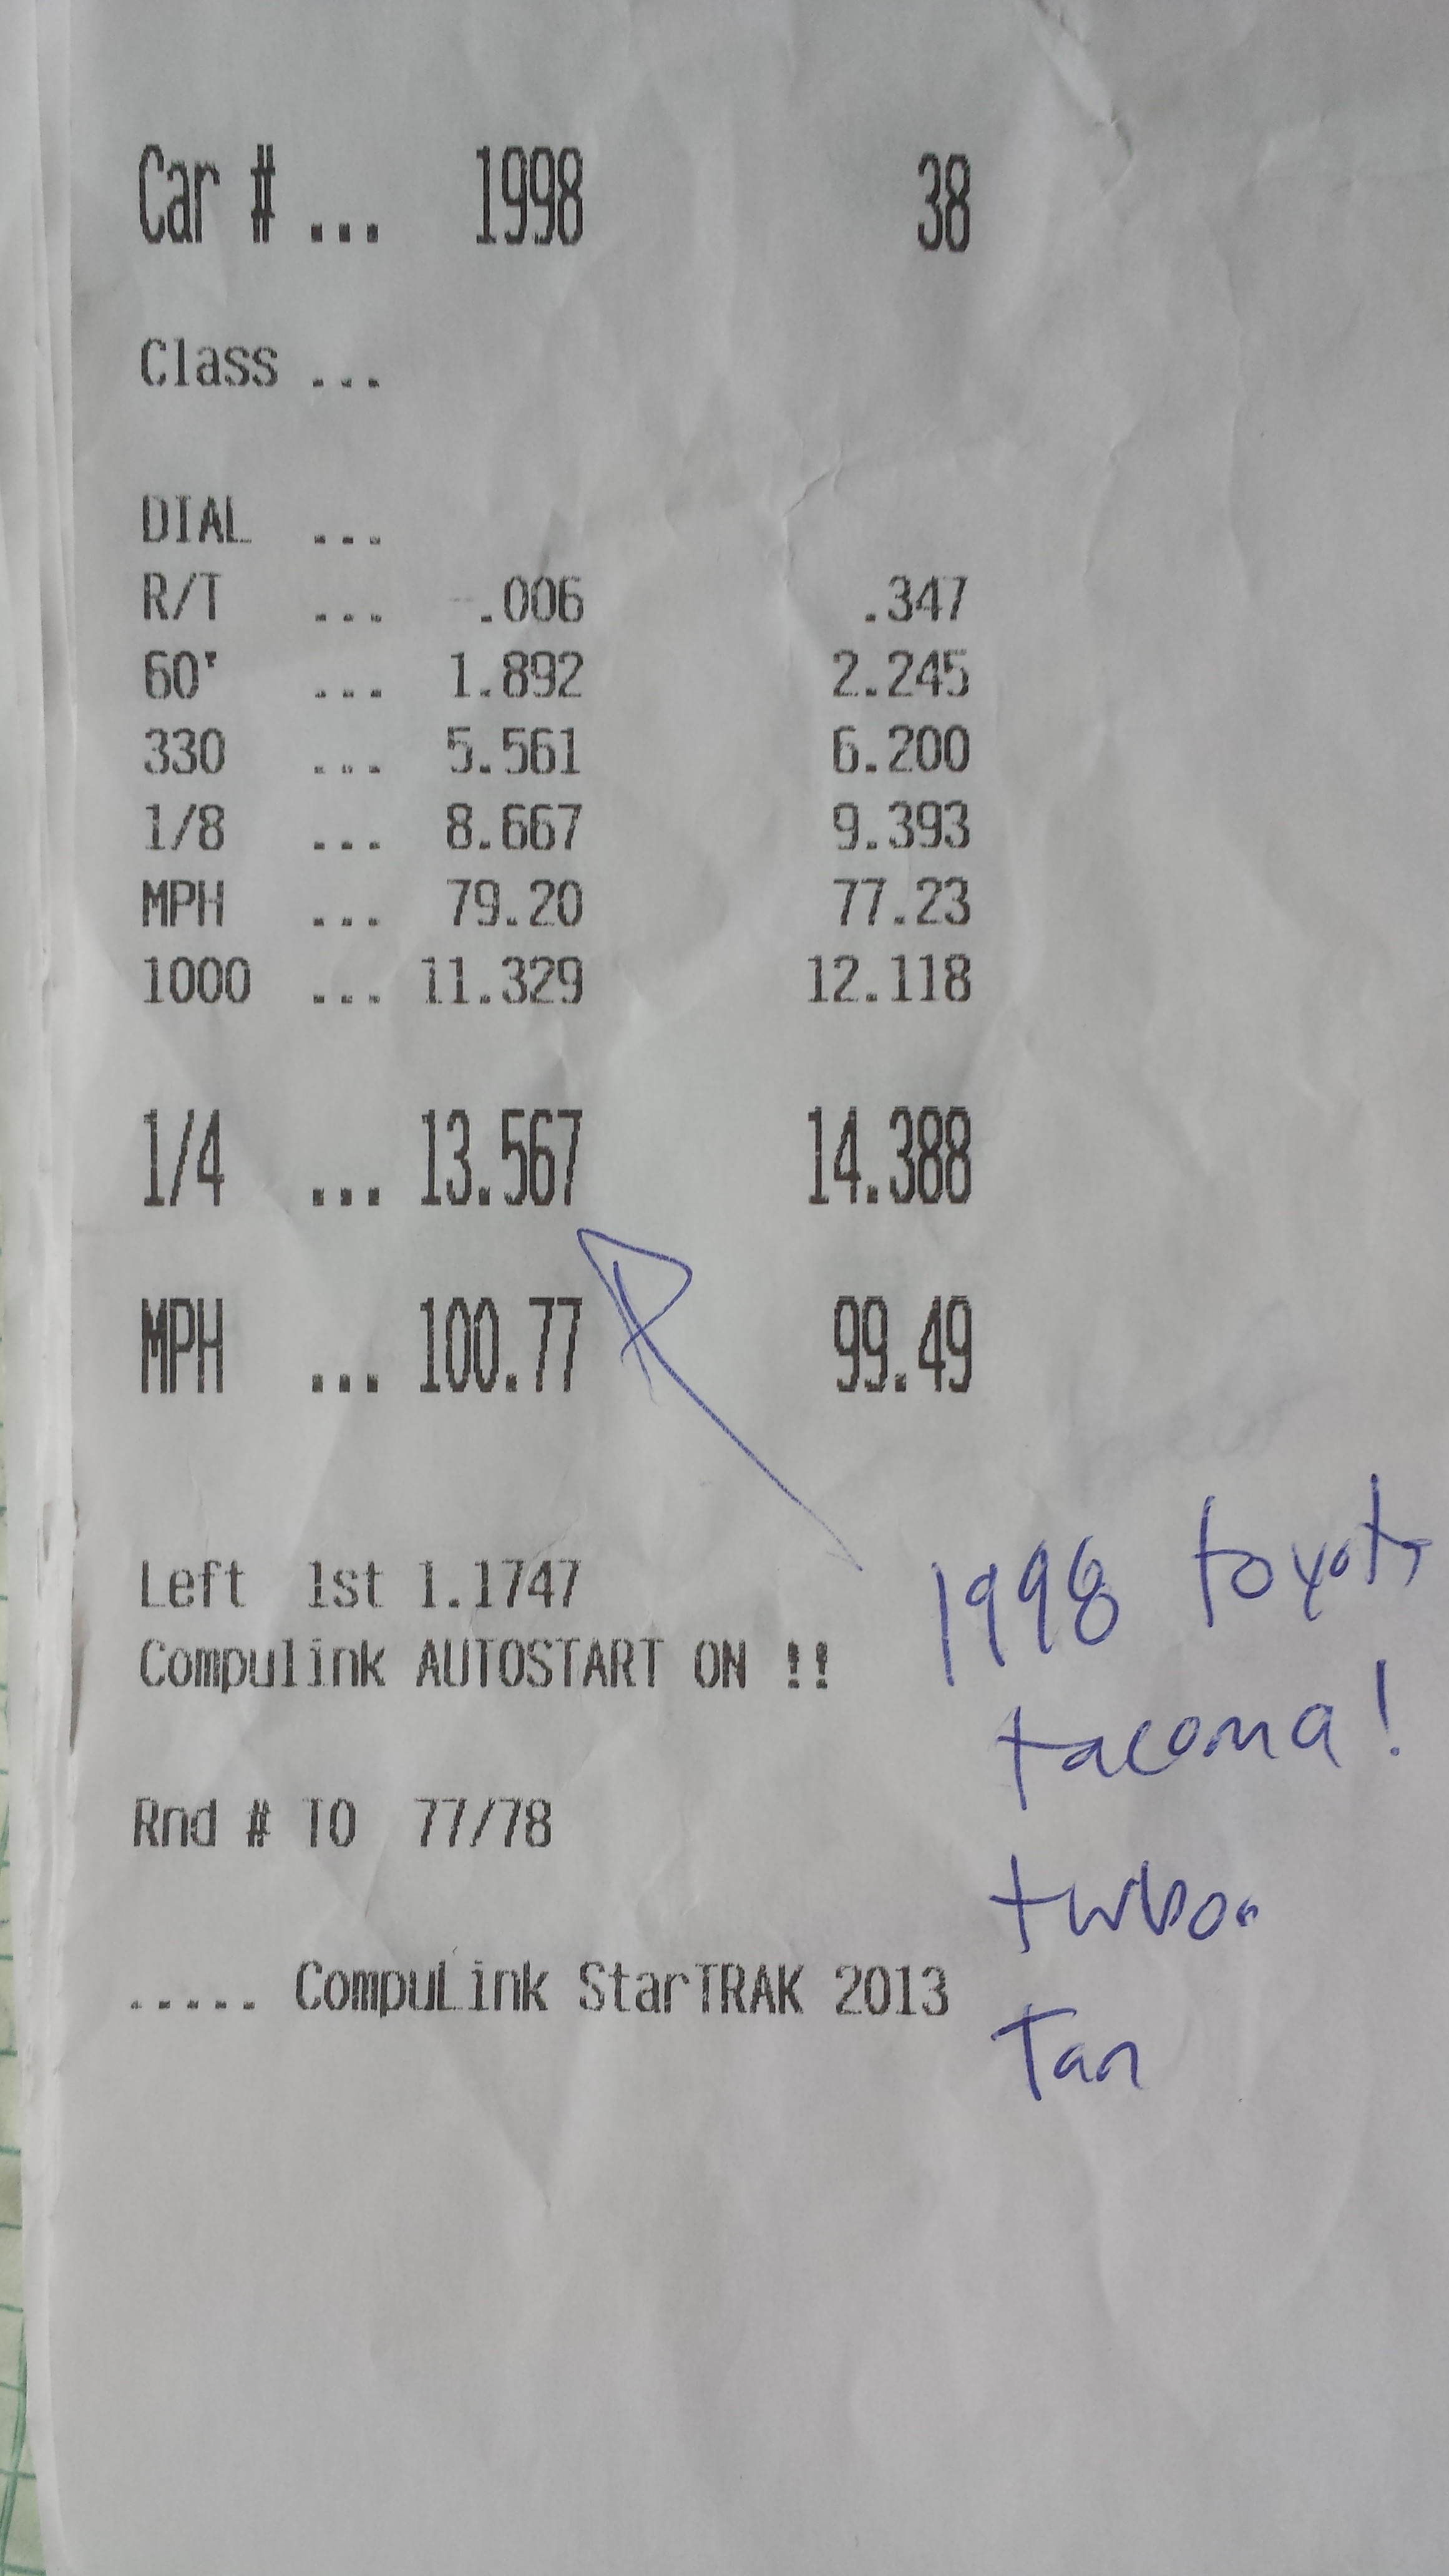 Car # ... 1998 38
Class ...
DIAL ...
R/T ... -.006 .347
60' ... 1.892 2.245
330 ... 5.561 6.200
1/8 ... 8.667 9.393
MPH ... 79.20 77.23
1000 ... 11.329 12.118
1/4 ... 13.567 14.388
MPH ... 100.77 99.49
Left 1st 1.1747
Compulink AUTOSTART ON !!
Rnd # TO 77/78
..... CompuLink StarTRAK 2013
1998 toyota
tacoma!
turbo
Tan